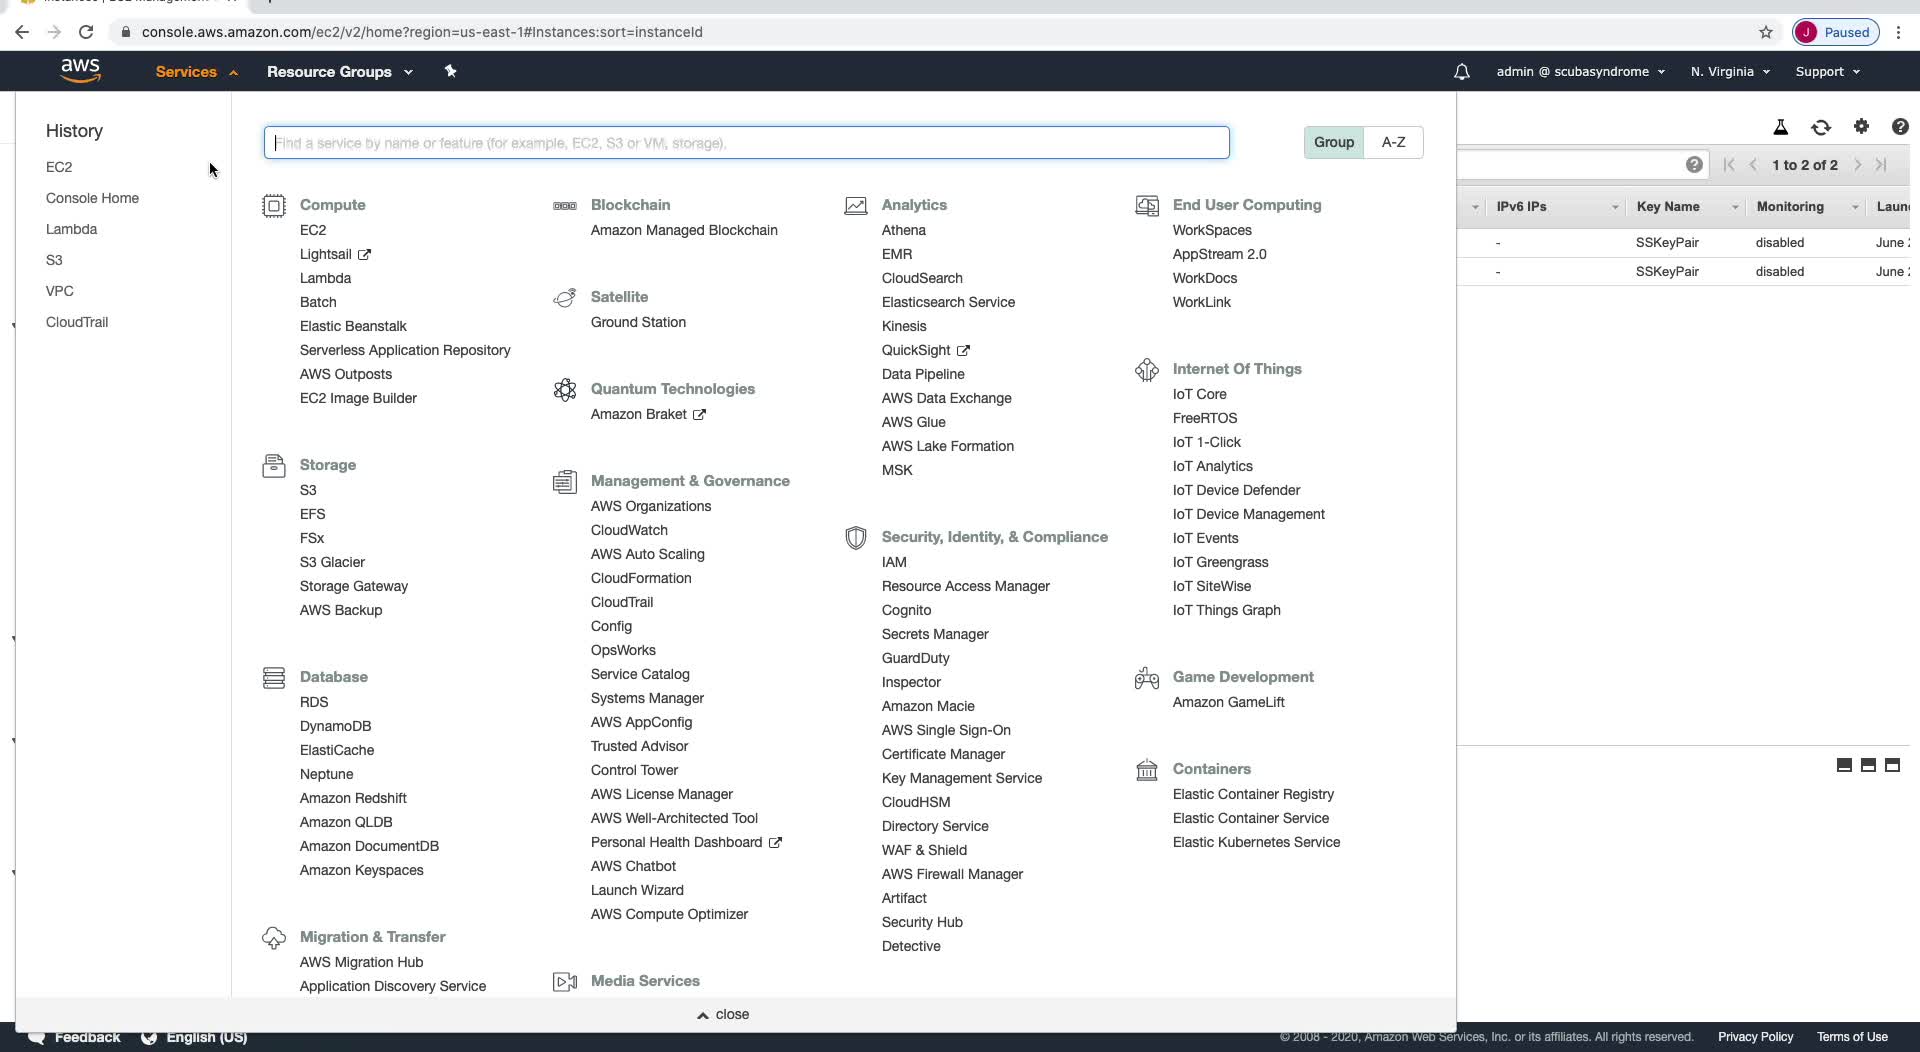 console.aws.amazon.com/ec2/v2/home?region=us-east-1#Instances:sort=instanceId
Paused
J
aws
Services
Resource Groups
admin @ scubasyndrome
N. Virginia
Support
History
EC2
Console Home
Lambda
S3
VPC
CloudTrail
Find a service by name or feature (for example, EC2, S3 or VM, storage).
Group
A-Z
Compute
EC2
Lightsail
Lambda
Batch
Elastic Beanstalk
Serverless Application Repository
AWS Outposts
EC2 Image Builder
Storage
S3
EFS
FSx
S3 Glacier
Storage Gateway
AWS Backup
Database
RDS
DynamoDB
ElastiCache
Neptune
Amazon Redshift
Amazon QLDB
Amazon DocumentDB
Amazon Keyspaces
Migration & Transfer
AWS Migration Hub
Application Discovery Service
Blockchain
Amazon Managed Blockchain
Satellite
Ground Station
Quantum Technologies
Amazon Braket
Management & Governance
AWS Organizations
CloudWatch
AWS Auto Scaling
CloudFormation
CloudTrail
Config
OpsWorks
Service Catalog
Systems Manager
AWS AppConfig
Trusted Advisor
Control Tower
AWS License Manager
AWS Well-Architected Tool
Personal Health Dashboard
AWS Chatbot
Launch Wizard
AWS Compute Optimizer
Media Services
Analytics
Athena
EMR
CloudSearch
Elasticsearch Service
Kinesis
QuickSight
Data Pipeline
AWS Data Exchange
AWS Glue
AWS Lake Formation
MSK
Security, Identity, & Compliance
IAM
Resource Access Manager
Cognito
Secrets Manager
GuardDuty
Inspector
Amazon Macie
AWS Single Sign-On
Certificate Manager
Key Management Service
CloudHSM
Directory Service
WAF & Shield
AWS Firewall Manager
Artifact
Security Hub
Detective
End User Computing
WorkSpaces
AppStream 2.0
WorkDocs
WorkLink
Internet Of Things
IoT Core
FreeRTOS
IoT 1-Click
IoT Analytics
IoT Device Defender
IoT Device Management
IoT Events
IoT Greengrass
IoT SiteWise
IoT Things Graph
Game Development
Amazon GameLift
Containers
Elastic Container Registry
Elastic Container Service
Elastic Kubernetes Service
close
1 to 2 of 2
IPv6 IPs
Key Name
Monitoring
- SSKeyPair disabled June
- SSKeyPair disabled June
Feedback
English (US)
© 2008 - 2020, Amazon Web Services, Inc. or its affiliates. All rights reserved.
Privacy Policy
Terms of Use